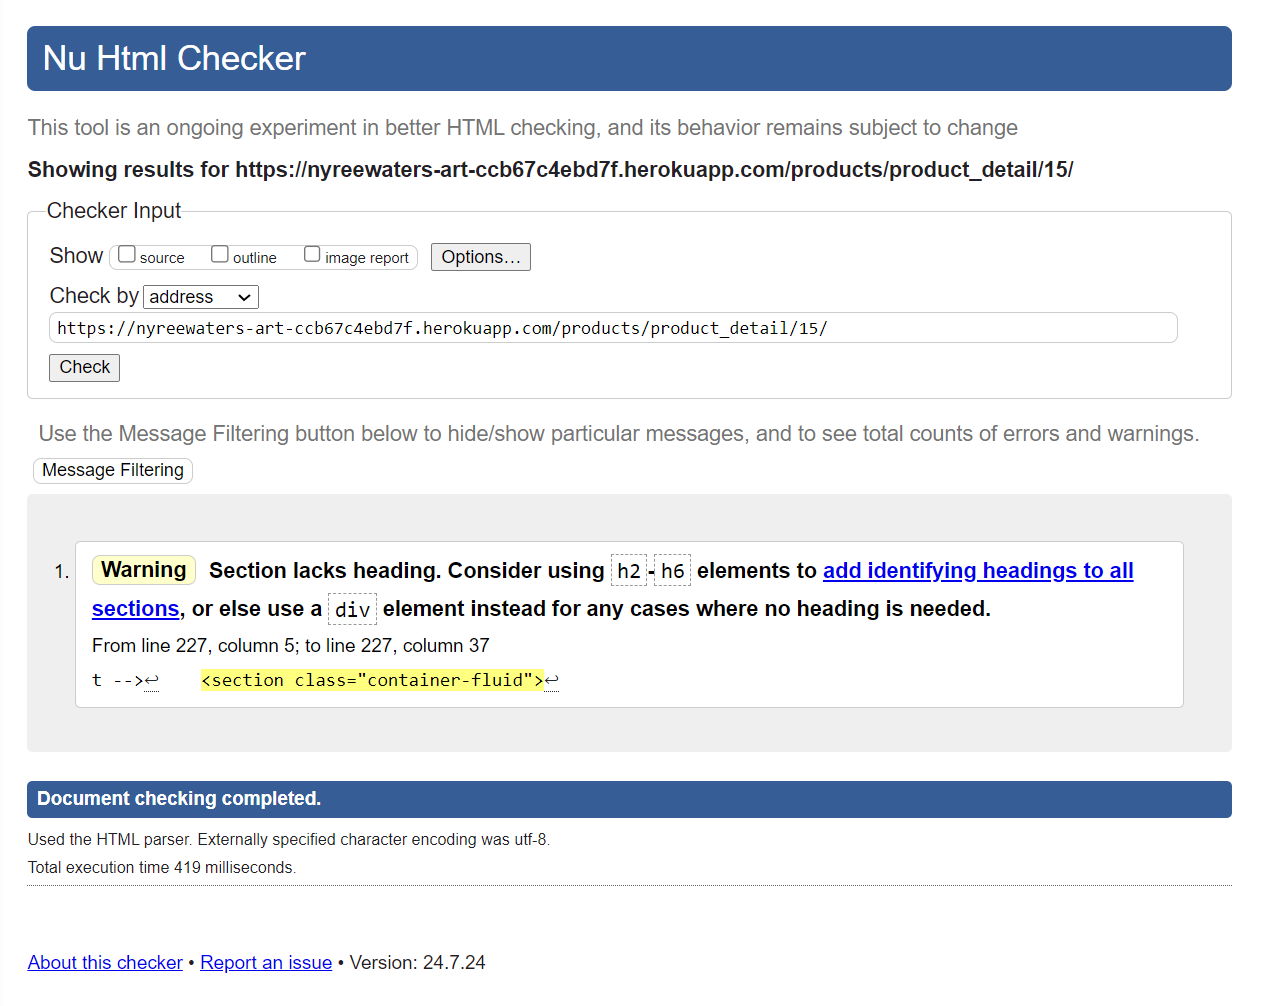 Nu Html Checker
This tool is an ongoing experiment in better HTML checking, and its behavior remains subject to change
Showing results for https://nyreewaters-art-ccb67c4ebd7f.herokuapp.com/products/product_detail/15/
Checker Input
Show source outline image report Options...
Check by address
https://nyreewaters-art-ccb67c4ebd7f.herokuapp.com/products/product_detail/15/
Check
Use the Message Filtering button below to hide/show particular messages, and to see total counts of errors and warnings.
Message Filtering
1. Warning Section lacks heading. Consider using h2-h6 elements to add identifying headings to all
sections, or else use a div element instead for any cases where no heading is needed.
From line 227, column 5; to line 227, column 37
t -->↩    <section class="container-fluid">↩
Document checking completed.
Used the HTML parser. Externally specified character encoding was utf-8.
Total execution time 419 milliseconds.
About this checker • Report an issue • Version: 24.7.24